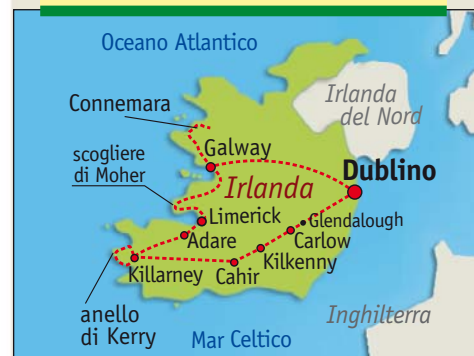 Oceano Atlantico
Irlanda
del Nord
Connemara
Galway
scogliere
di Moher
Dublino
Irlanda
Limerick
Glendalough
Adare
Carlow
Kilkenny
Killarney
Cahir
anello
di Kerry
Inghilterra
Mar Celtico